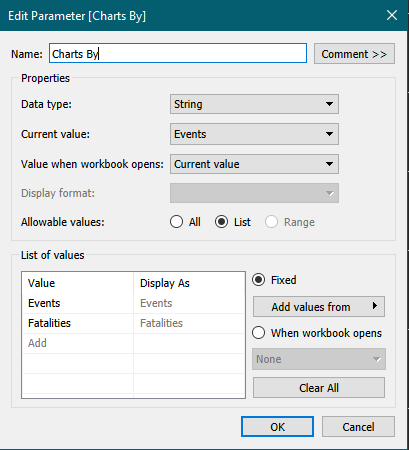 Edit Parameter [Charts By]
Name: Charts By Comment >>
Properties
Data type: String
Current value: Events
Value when workbook opens: Current value
Display format:
Allowable values: All List Range
List of values
Value Display As
Events Events
Fatalities Fatalities
Add
Fixed
Add values from
When workbook opens
None
Clear All
OK Cancel